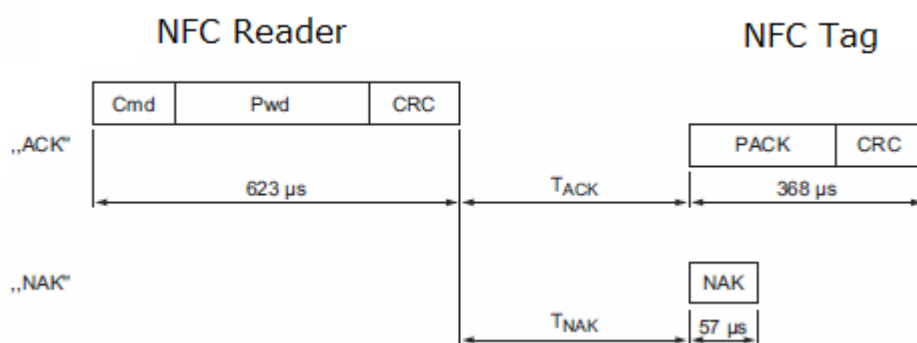 NFC Reader
NFC Tag
Cmd Pwd CRC
„ACK” PACK CRC
623 µs TACK 368 µs
„NAK” NAK
TNAK 57 µs